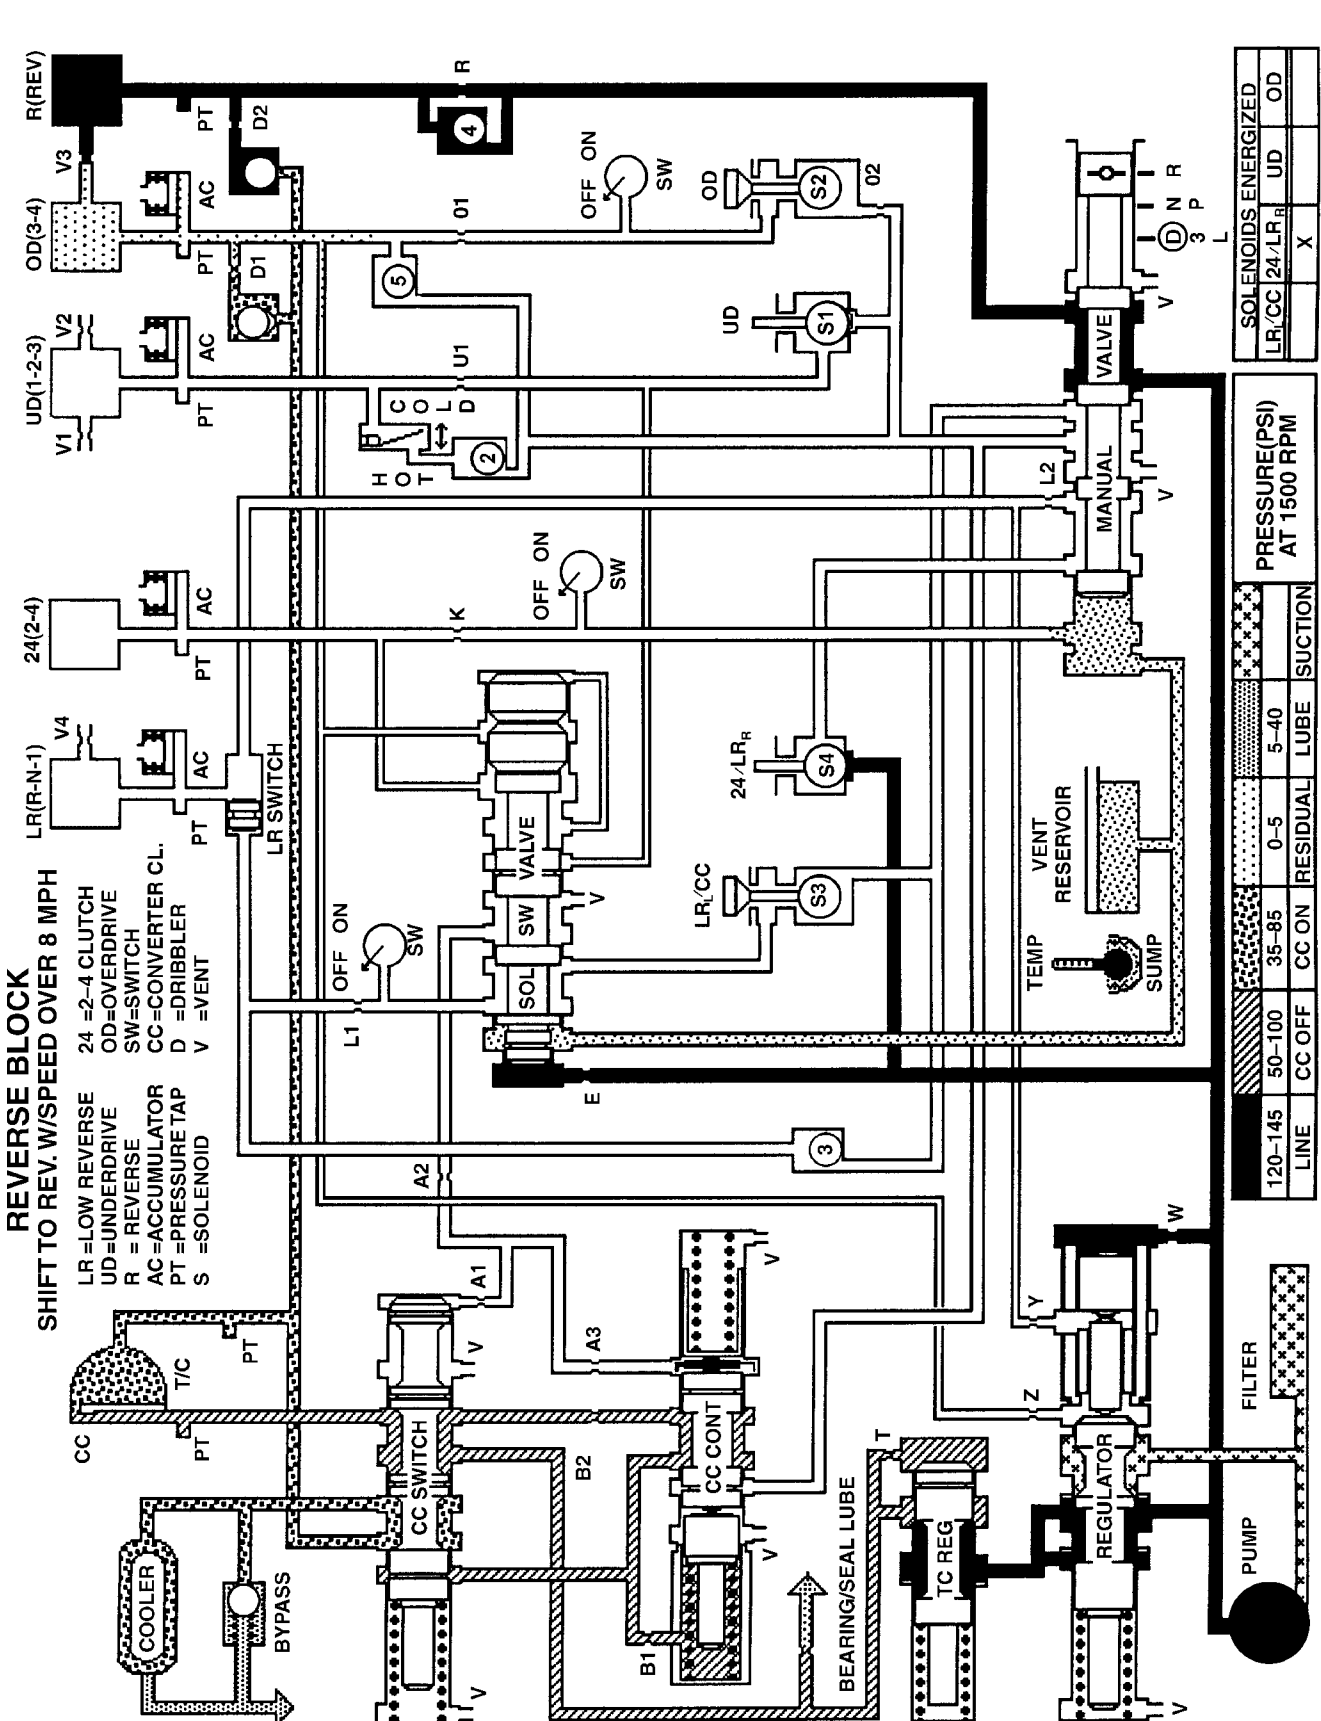 REVERSE BLOCK
SHIFT TO REV. W/SPEED OVER 8 MPH
LR =LOW REVERSE
UD=UNDERDRIVE
R = REVERSE
AC=ACCUMULATOR
PT =PRESSURE TAP
S =SOLENOID
24 =2–4 CLUTCH
OD=OVERDRIVE
SW=SWITCH
CC=CONVERTER CL.
D =DRIBBLER
V =VENT
LR(R-N-1)
V4
PT
AC
LR SWITCH
24(2-4)
PT
AC
UD(1-2-3)
V1
V2
PT
AC
OD(3-4)
V3
PT
AC
D1
R(REV)
PT
D2
CC
T/C
PT
PT
COOLER
BYPASS
CC SWITCH
V
V
A1
A2
A3
L1
OFF ON
SW
K
OFF ON
SW
HOT
COLD
2
U1
5
O1
OFF ON
SW
4
R
SOL SW VALVE
V
E
B1
B2
CC CONT
V
V
3
LRL/CC
S3
24/LRR
S4
UD
S1
OD
S2
O2
BEARING/SEAL LUBE
T
TC REG
Z
Y
W
REGULATOR
V
TEMP
SUMP
VENT
RESERVOIR
L2
MANUAL VALVE
V
V
D
3
L
N
P
R
PUMP
FILTER
120–145
50–100
35–85
0–5
5–40
LINE
CC OFF
CC ON
RESIDUAL
LUBE
SUCTION
PRESSURE(PSI)
AT 1500 RPM
SOLENOIDS ENERGIZED
LRL/CC 24/LRR UD OD
X